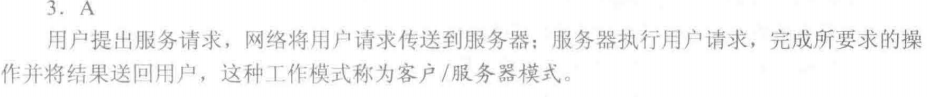 3. A
用户提出服务请求，网络将用户请求传送到服务器；服务器执行用户请求，完成所要求的操
作并将结果送回用户，这种工作模式称为客户/服务器模式。